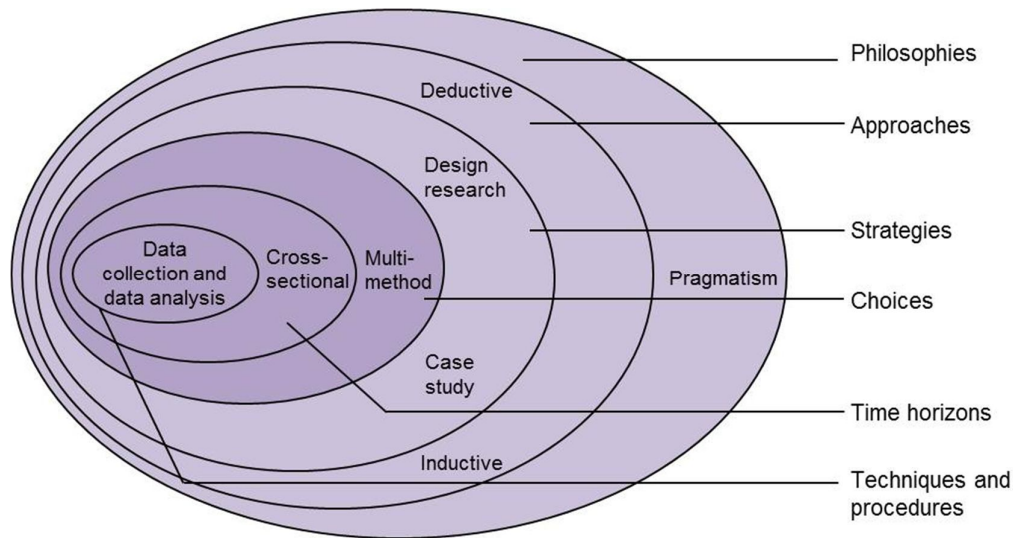 Philosophies
Deductive
Approaches
Design
research
Strategies
Data
collection and
data analysis
Cross-
sectional
Multi-
method
Pragmatism
Choices
Case
study
Time horizons
Inductive
Techniques and
procedures